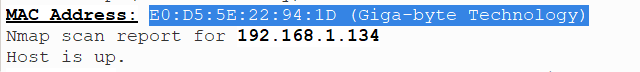 MAC Address: E0:D5:5E:22:94:1D (Giga-byte Technology)
Nmap scan report for 192.168.1.134
Host is up.